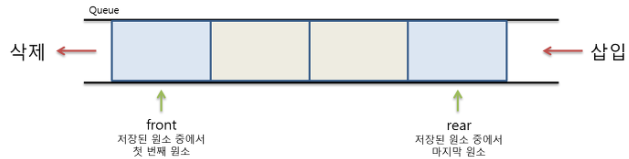 Queue
삭제
삽입
front
저장된 원소 중에서
첫 번째 원소
rear
저장된 원소 중에서
마지막 원소